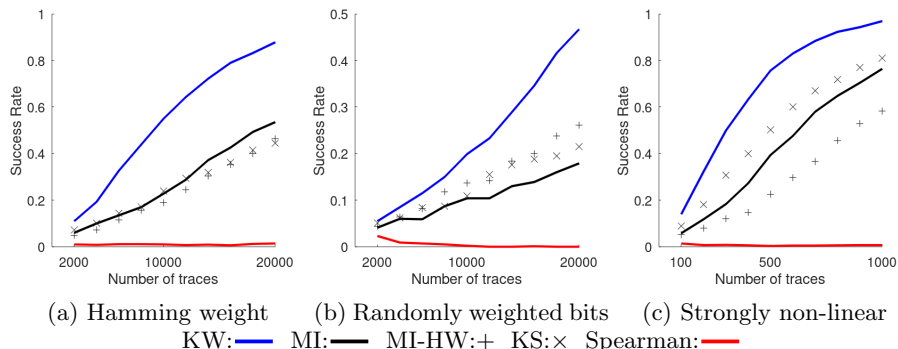 1
0.8
0.6
0.4
0.2
0
Success Rate
2000 10000 20000
Number of traces
0.5
0.4
0.3
0.2
0.1
0
Success Rate
2000 10000 20000
Number of traces
1
0.8
0.6
0.4
0.2
0
Success Rate
100 500 1000
Number of traces
(a) Hamming weight (b) Randomly weighted bits (c) Strongly non-linear
KW: MI: MI-HW:+ KS:× Spearman: